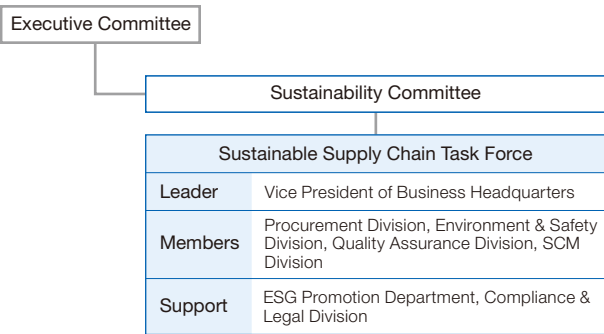 Executive Committee
Sustainability Committee
Sustainable Supply Chain Task Force
Leader
Vice President of Business Headquarters
Members
Procurement Division, Environment & Safety
Division, Quality Assurance Division, SCM
Division
Support
ESG Promotion Department, Compliance &
Legal Division